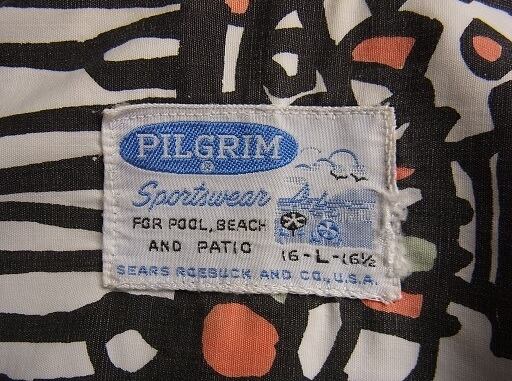 PILGRIM
®
Sportswear
FOR POOL, BEACH
AND PATIO
16-L-16½
SEARS ROEBUCK AND CO., U.S.A.